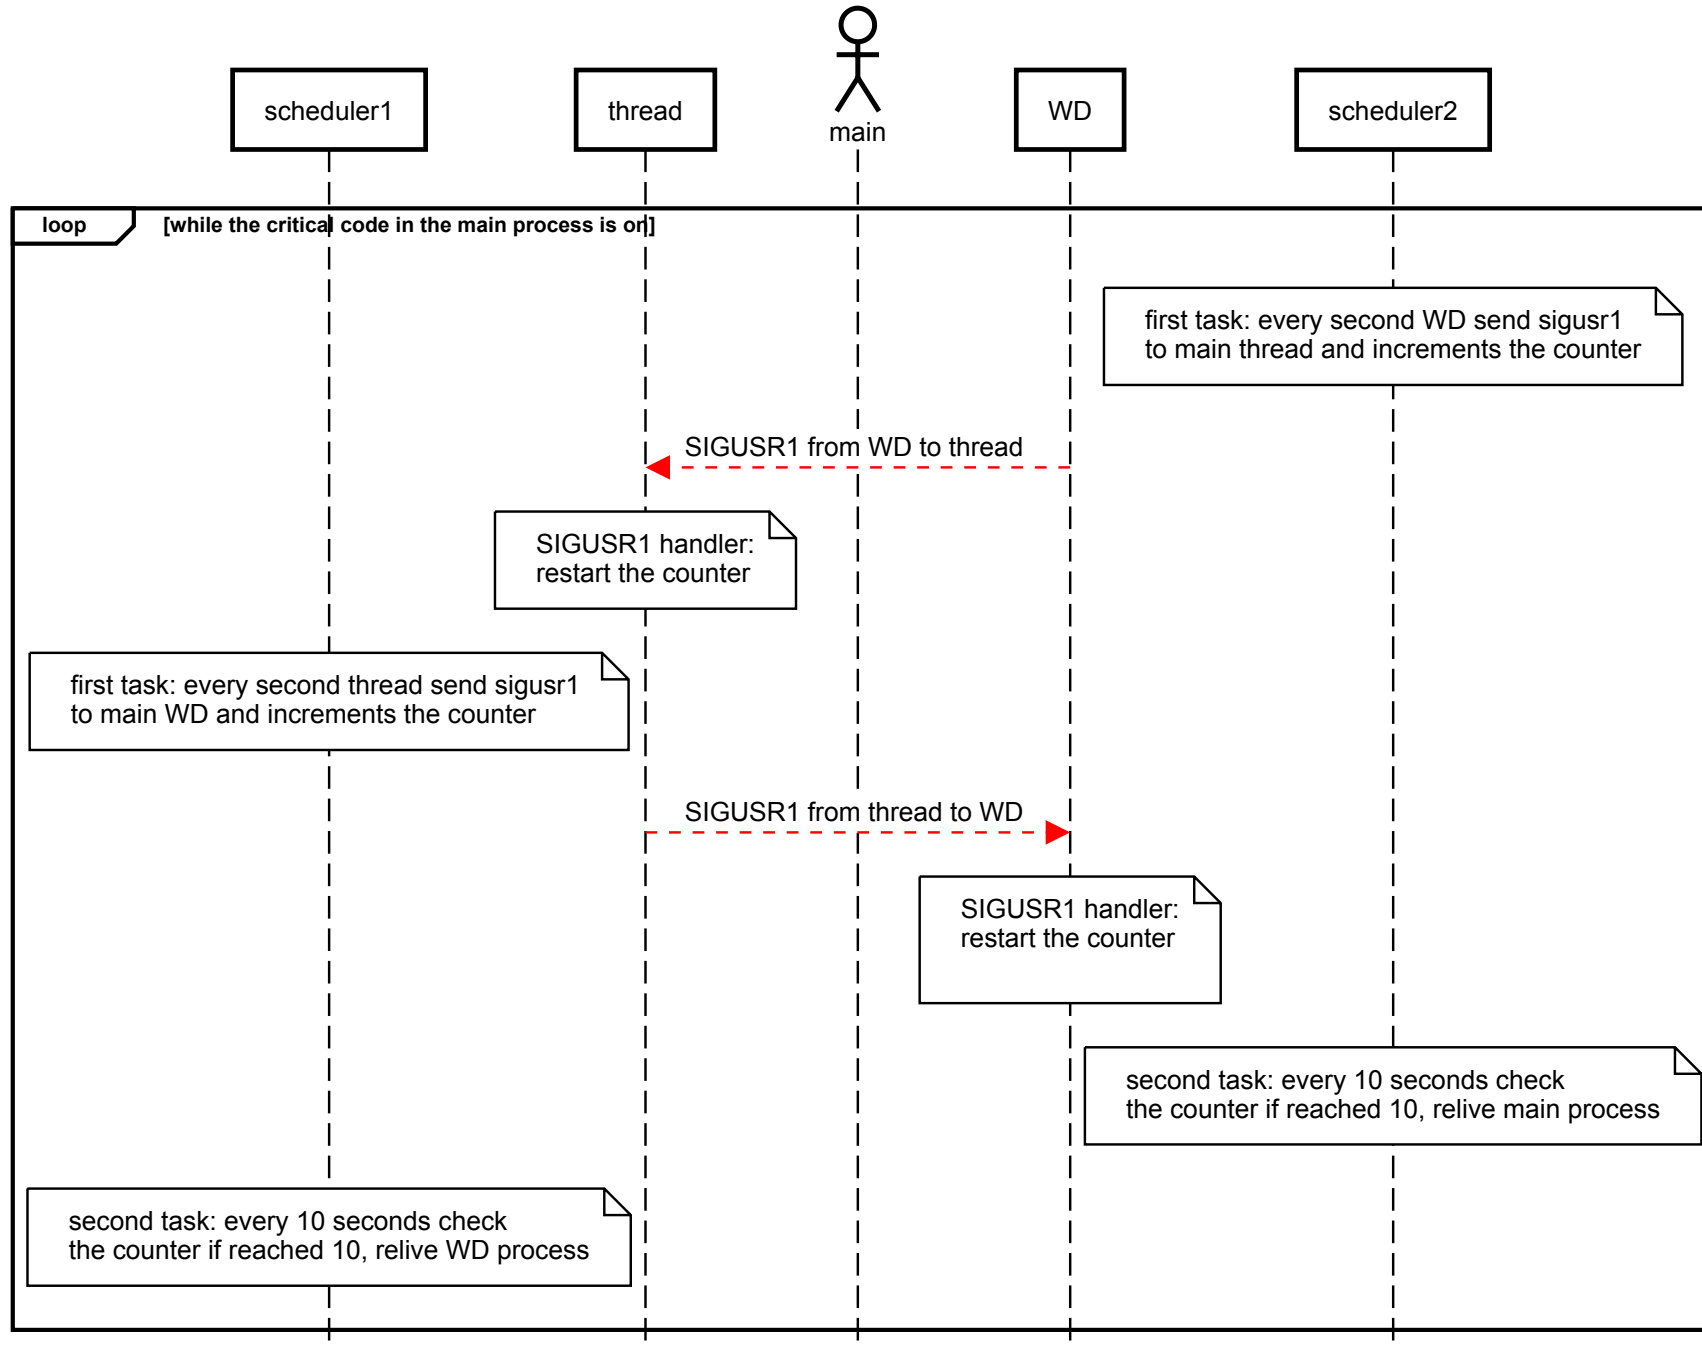 scheduler1
thread
main
WD
scheduler2
loop
[while the critical code in the main process is on]
first task: every second WD send sigusr1
to main thread and increments the counter
SIGUSR1 from WD to thread
SIGUSR1 handler:
restart the counter
first task: every second thread send sigusr1
to main WD and increments the counter
SIGUSR1 from thread to WD
SIGUSR1 handler:
restart the counter
second task: every 10 seconds check
the counter if reached 10, relive main process
second task: every 10 seconds check
the counter if reached 10, relive WD process